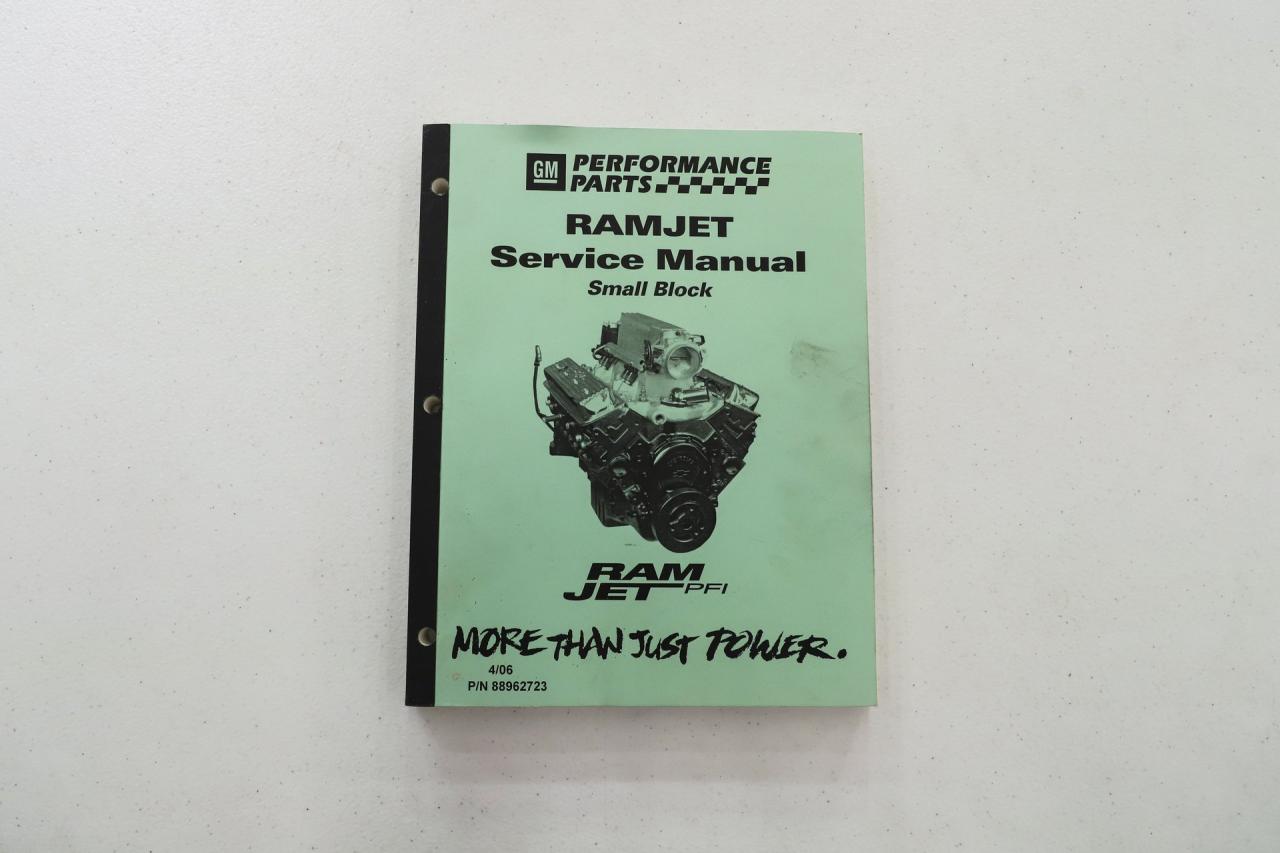 GM PERFORMANCE
PARTS
RAMJET
Service Manual
Small Block
RAM
JET PFI
MORE THAN JUST POWER.
4/06
P/N 88962723